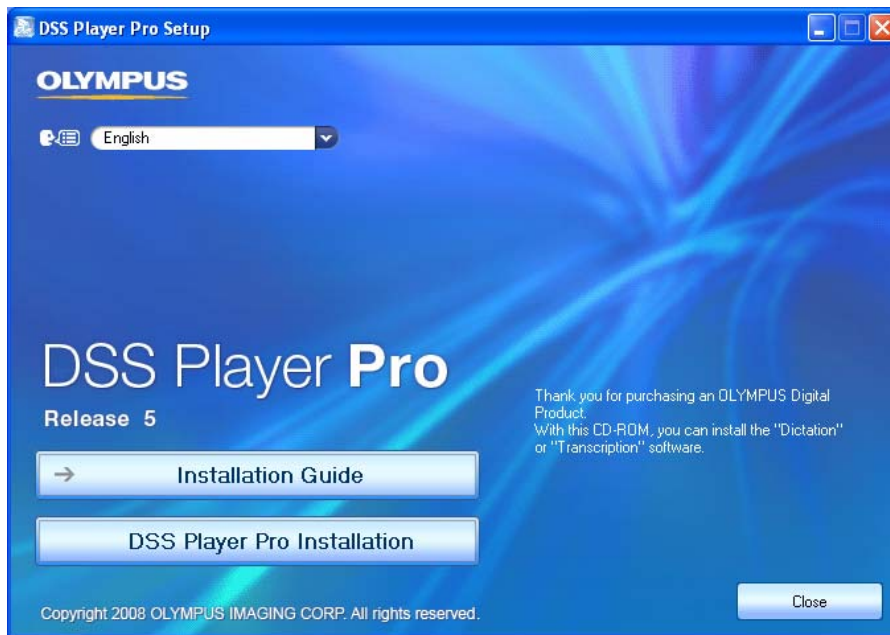 DSS Player Pro Setup
OLYMPUS
English
DSS Player Pro
Release 5
Thank you for purchasing an OLYMPUS Digital
Product.
With this CD-ROM, you can install the "Dictation"
or "Transcription" software.
Installation Guide
DSS Player Pro Installation
Close
Copyright 2008 OLYMPUS IMAGING CORP. All rights reserved.